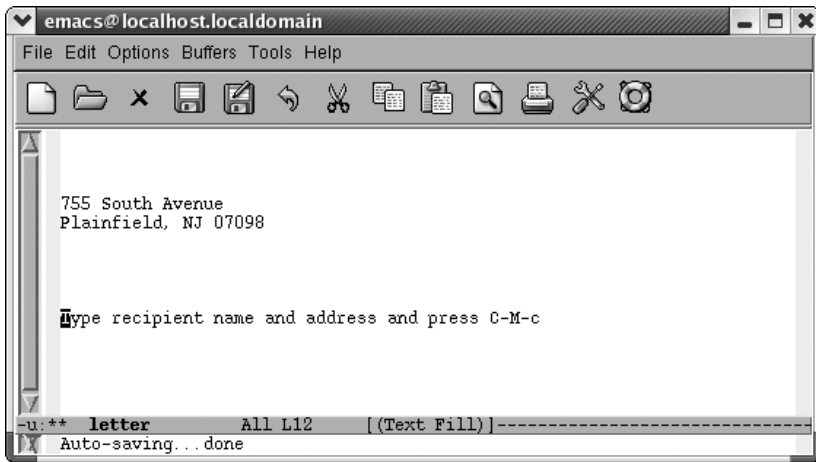 emacs@localhost.localdomain
File Edit Options Buffers Tools Help
755 South Avenue
Plainfield, NJ 07098
Type recipient name and address and press C-M-c
-u:** letter All L12 [(Text Fill)]--------------------------------
Auto-saving...done